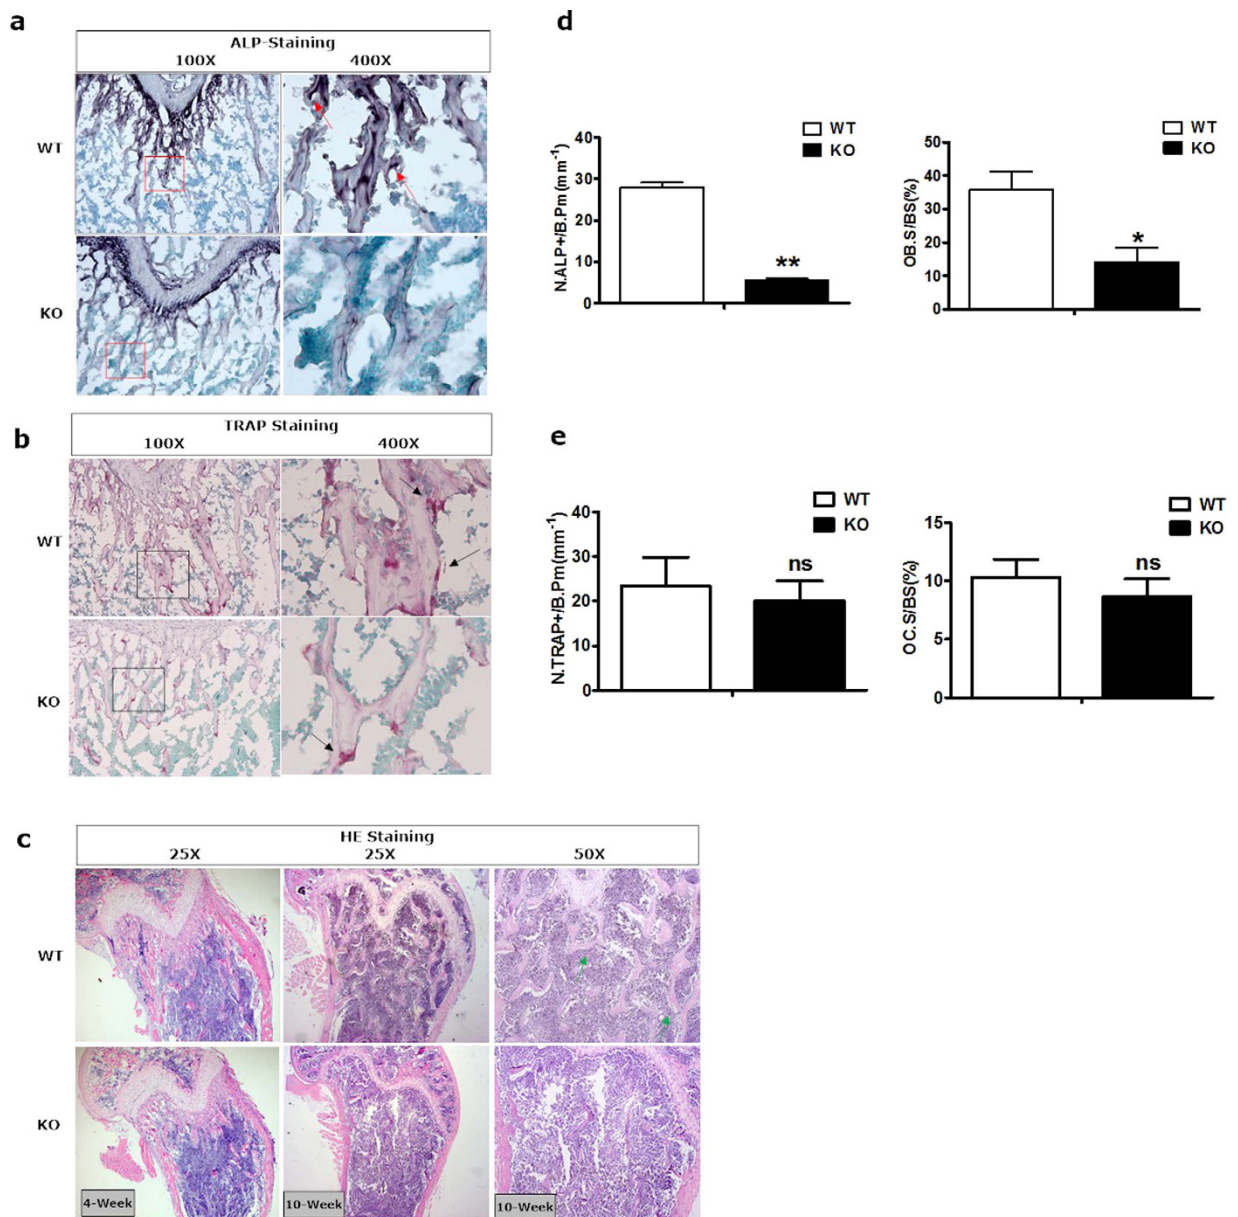 a
ALP-Staining
100X 400X
WT
KO
b
TRAP Staining
100X 400X
WT
KO
c
HE Staining
25X 25X 50X
WT
KO
4-Week
10-Week
10-Week
d
WT
KO
N.ALP+/B.Pm(mm-1)
40
30
20
10
0
**
WT
KO
OB.S/BS(%)
50
40
30
20
10
0
*
e
WT
KO
N.TRAP+/B.Pm(mm-1)
40
30
20
10
0
ns
WT
KO
OC.S/BS(%)
15
10
5
0
ns